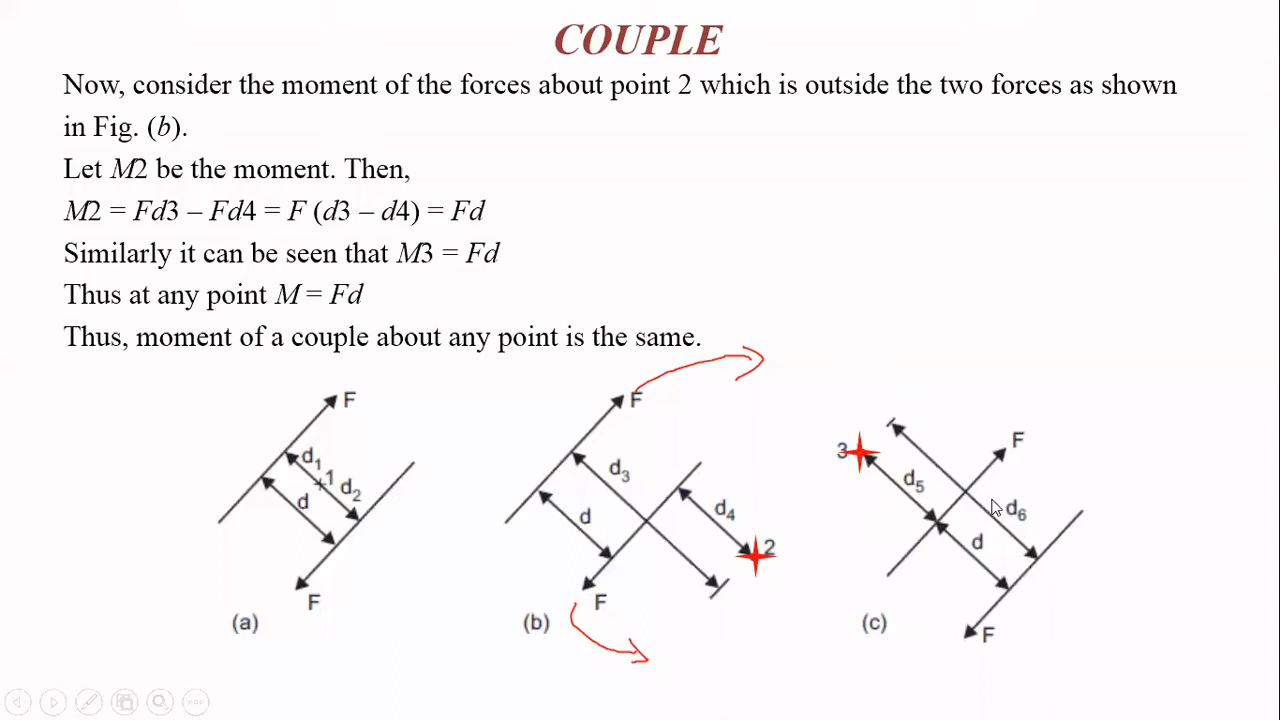 COUPLE
Now, consider the moment of the forces about point 2 which is outside the two forces as shown
in Fig. (b).
Let M2 be the moment. Then,
M2 = Fd3 – Fd4 = F (d3 – d4) = Fd
Similarly it can be seen that M3 = Fd
Thus at any point M = Fd
Thus, moment of a couple about any point is the same.
F
d₁
1
d₂
d
F
(a)
F
d₃
d
d₄
2
F
(b)
3
F
d₅
d₆
d
F
(c)